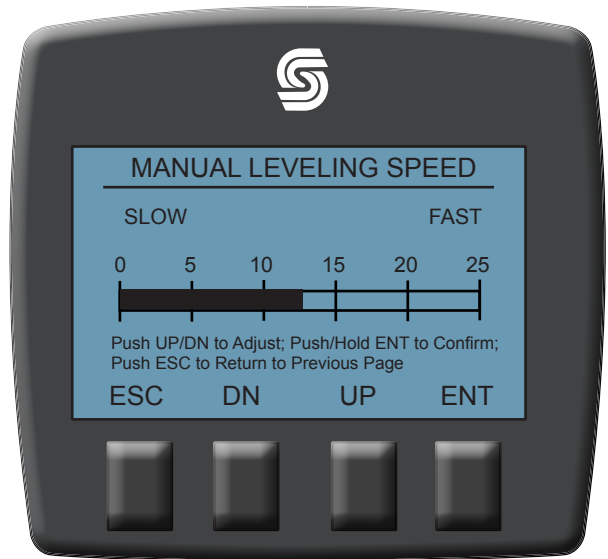 MANUAL LEVELING SPEED
SLOW FAST
0 5 10 15 20 25
Push UP/DN to Adjust; Push/Hold ENT to Confirm;
Push ESC to Return to Previous Page
ESC DN UP ENT